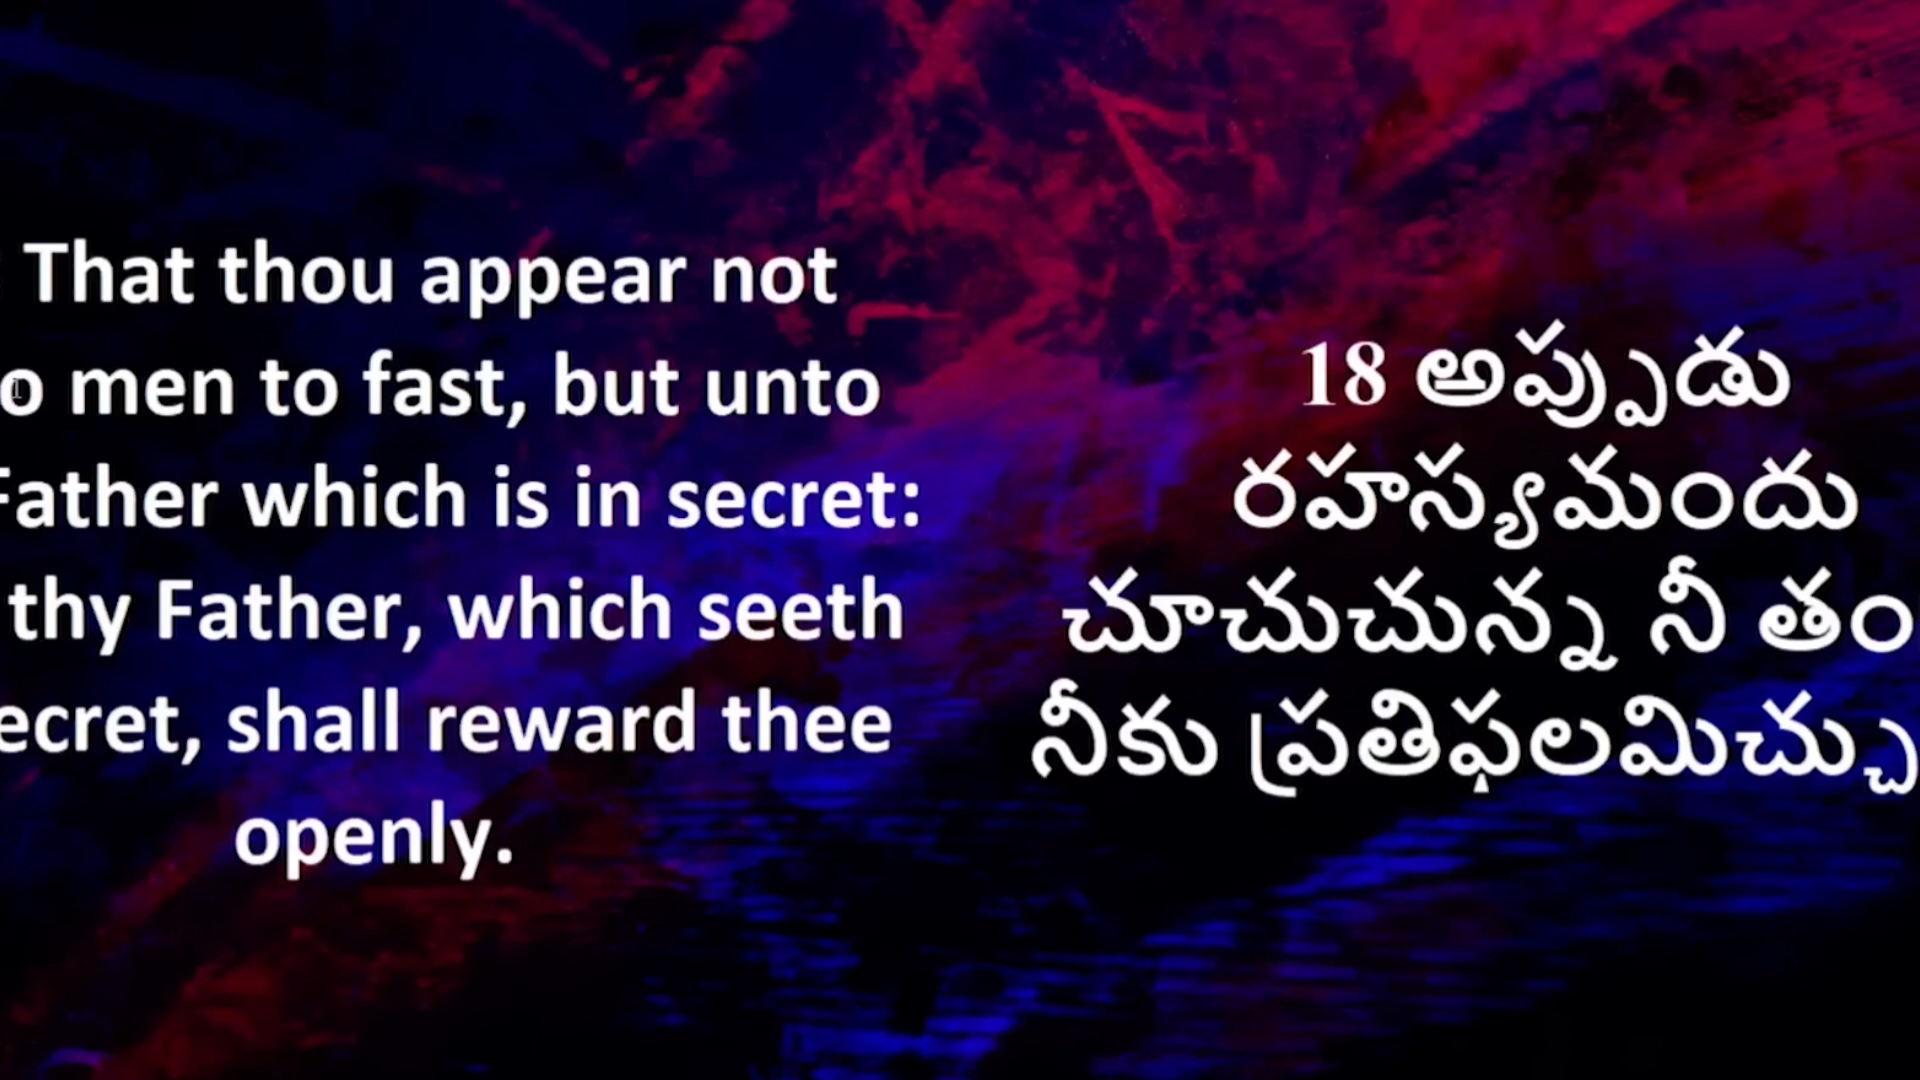 That thou appear not
o men to fast, but unto
Father which is in secret:
thy Father, which seeth
ecret, shall reward thee
openly.
18 అప్పుడు
రహస్యమందు
చూచుచున్న నీ తం
నీకు ప్రతిఫలమిచ్చు